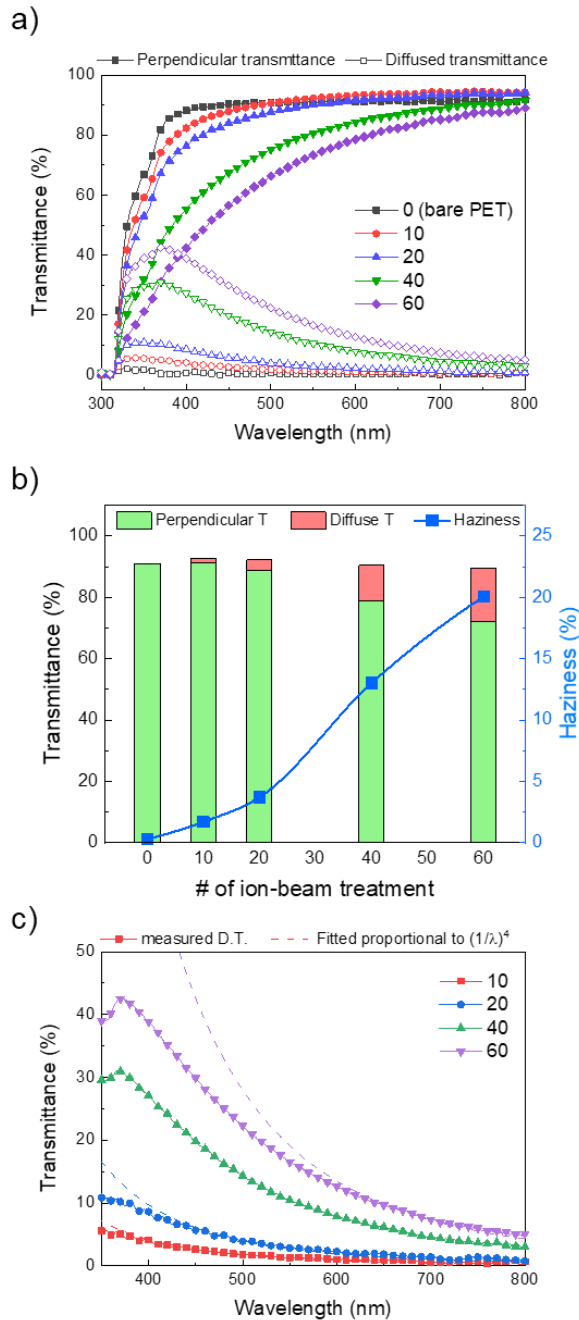 a)
Perpendicular transmttance Diffused transmittance
100
80
60
40
20
0
Transmittance (%)
0 (bare PET)
10
20
40
60
300 400 500 600 700 800
Wavelength (nm)
b)
Perpendicular T Diffuse T Haziness
100
80
60
40
20
0
Transmittance (%)
25
20
15
10
5
0
Haziness (%)
0 10 20 30 40 50 60
# of ion-beam treatment
c)
measured D.T. Fitted proportional to (1/λ)⁴
50
40
30
20
10
0
Transmittance (%)
10
20
40
60
400 500 600 700 800
Wavelength (nm)